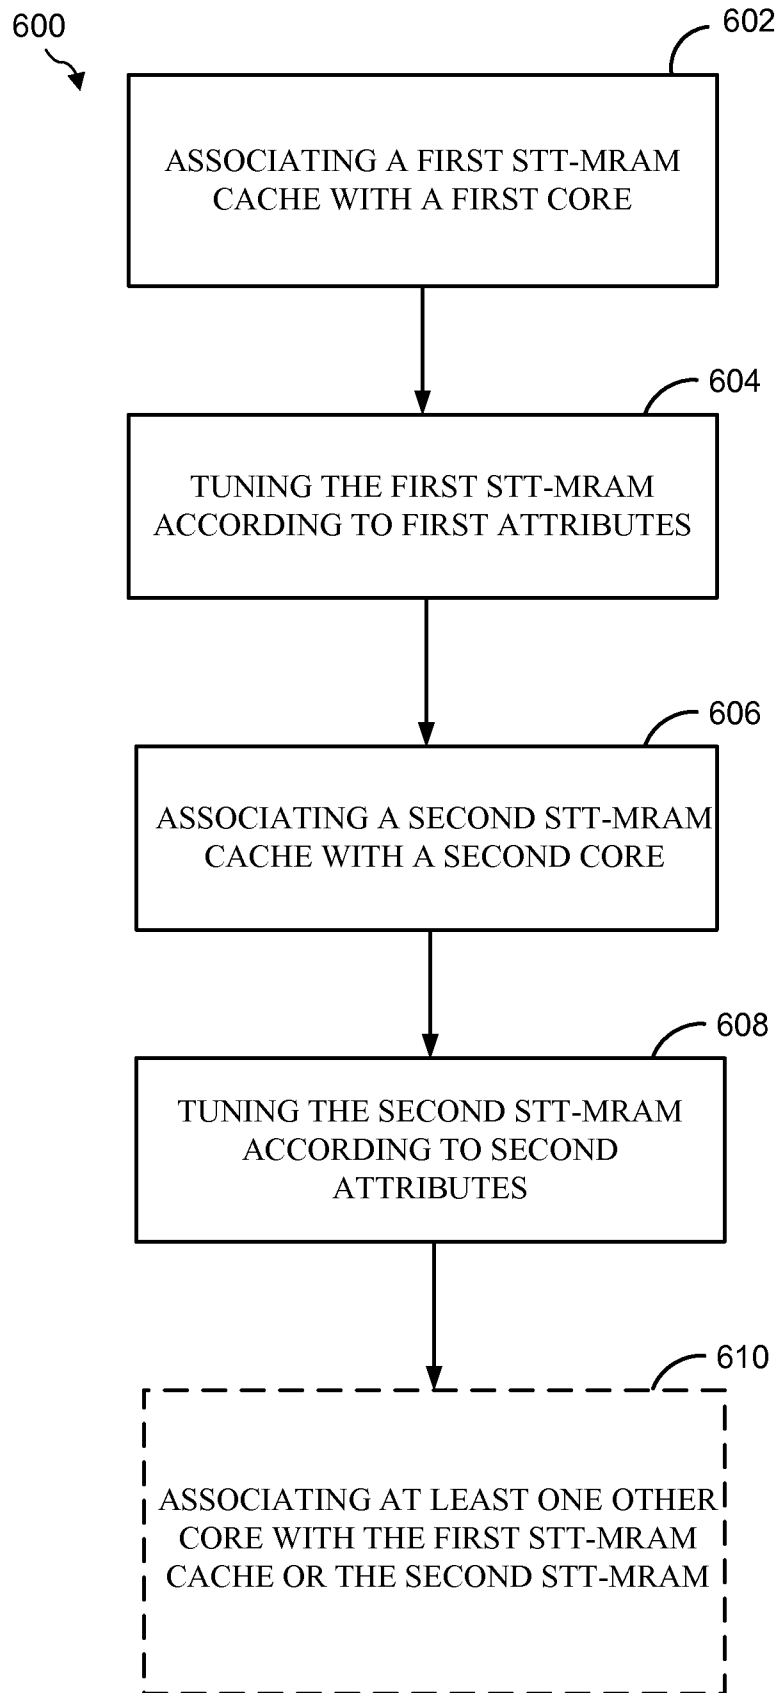 600
602
ASSOCIATING A FIRST STT-MRAM
CACHE WITH A FIRST CORE
604
TUNING THE FIRST STT-MRAM
ACCORDING TO FIRST ATTRIBUTES
606
ASSOCIATING A SECOND STT-MRAM
CACHE WITH A SECOND CORE
608
TUNING THE SECOND STT-MRAM
ACCORDING TO SECOND
ATTRIBUTES
610
ASSOCIATING AT LEAST ONE OTHER
CORE WITH THE FIRST STT-MRAM
CACHE OR THE SECOND STT-MRAM